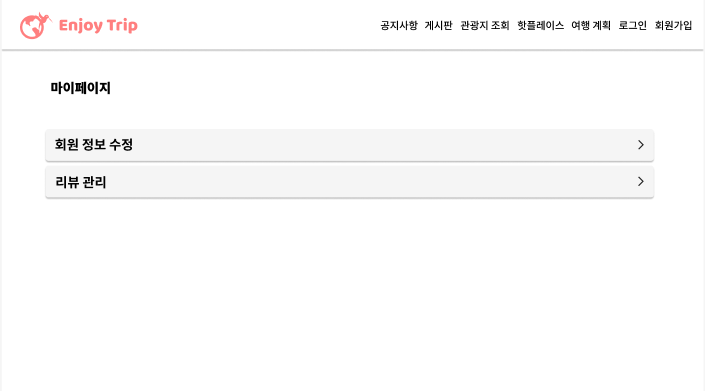 Enjoy Trip
공지사항 게시판 관광지 조회 핫플레이스 여행 계획 로그인 회원가입
마이페이지
회원 정보 수정
리뷰 관리